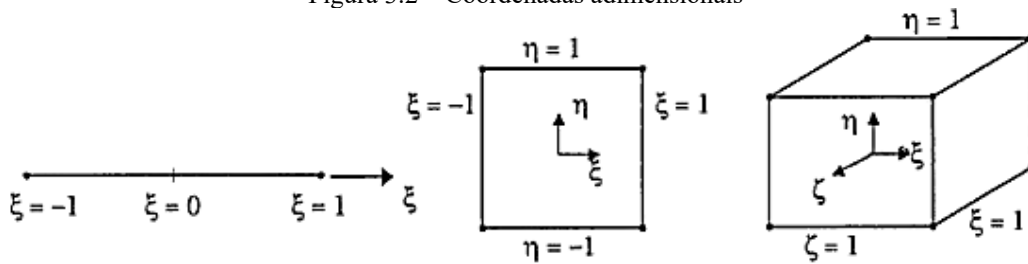 Figura 3.2 – Coordenadas adimensionais
ξ = −1
ξ = 0
ξ = 1
ξ
η = 1
ξ = −1
η
ξ
ξ = 1
η = −1
η = 1
η
ξ
ζ
ζ = 1
ξ = 1